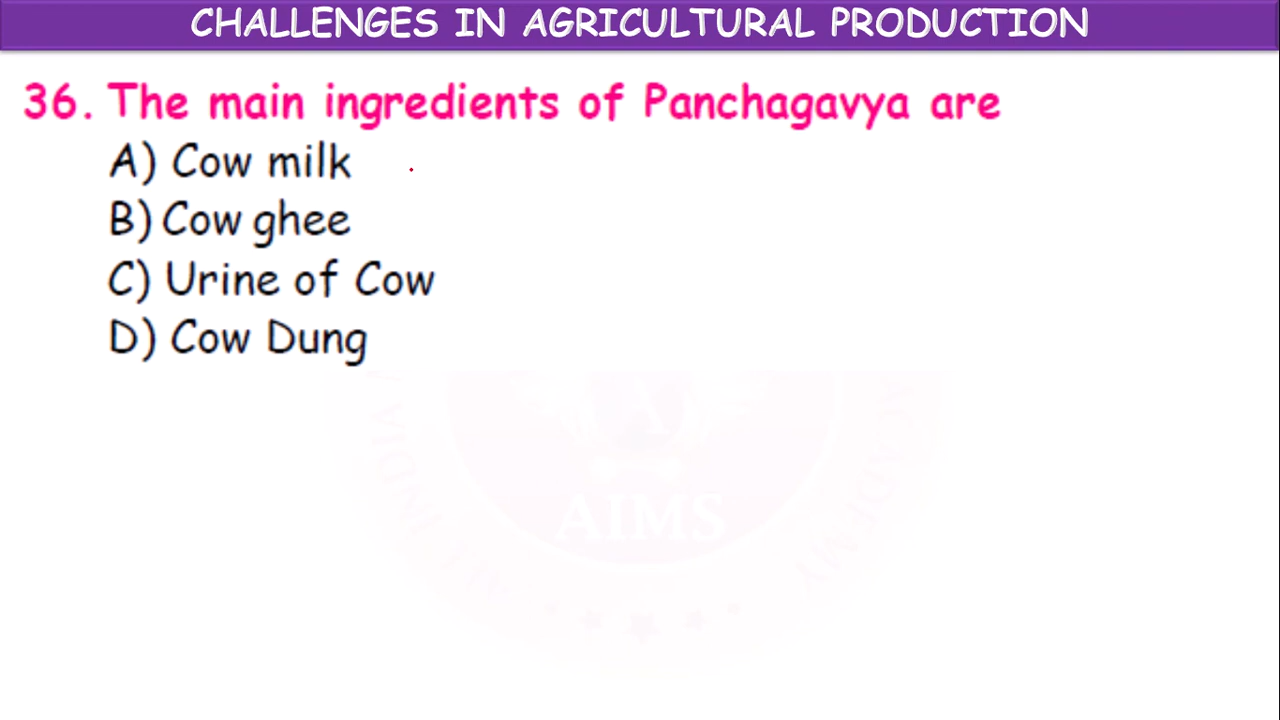 CHALLENGES IN AGRICULTURAL PRODUCTION
36. The main ingredients of Panchagavya are
A) Cow milk
B) Cow ghee
C) Urine of Cow
D) Cow Dung
AIMS